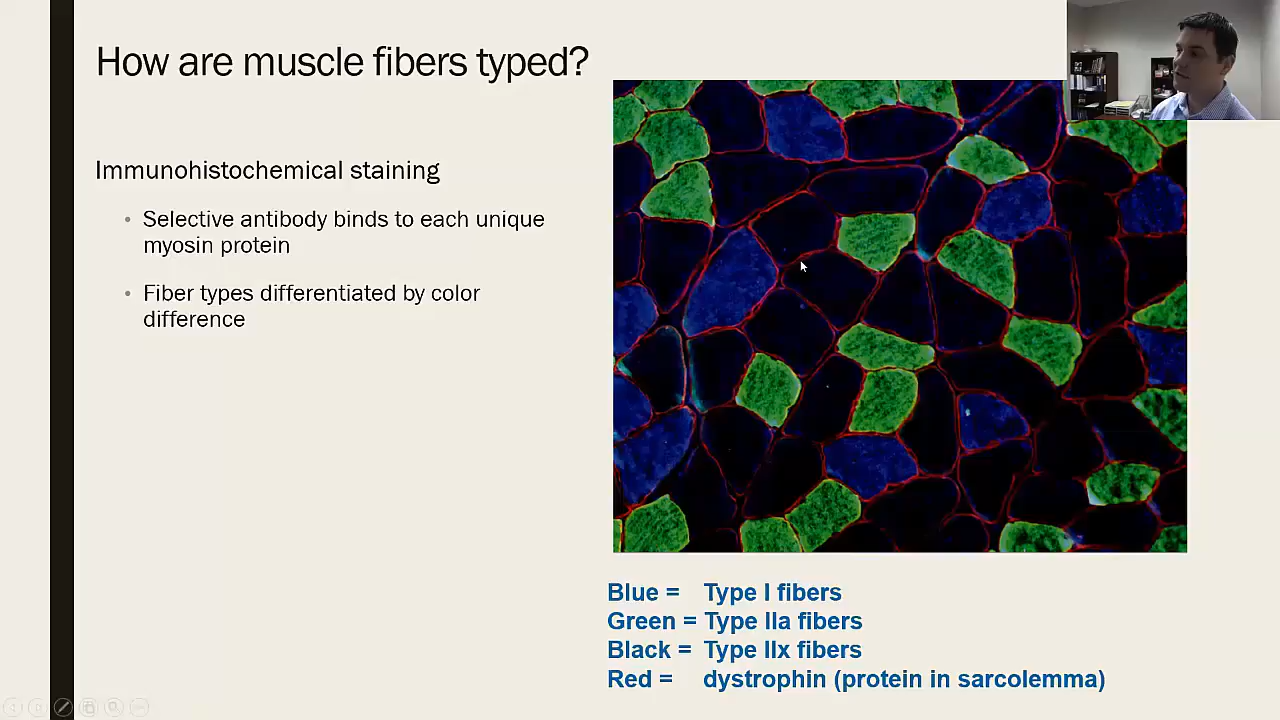 How are muscle fibers typed?
Immunohistochemical staining
• Selective antibody binds to each unique
myosin protein
• Fiber types differentiated by color
difference
Blue = Type I fibers
Green = Type IIa fibers
Black = Type IIx fibers
Red = dystrophin (protein in sarcolemma)